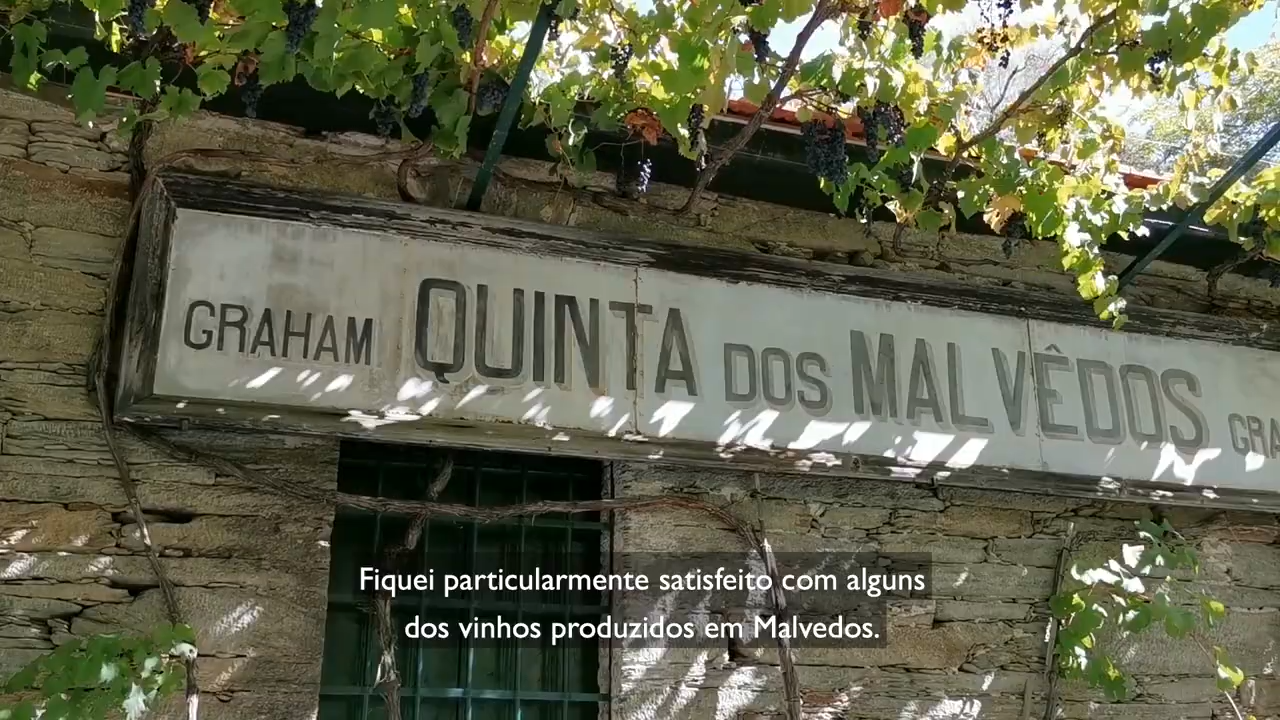 GRAHAM QUINTA DOS MALVÊDOS
Fiquei particularmente satisfeito com alguns
dos vinhos produzidos em Malvedos.